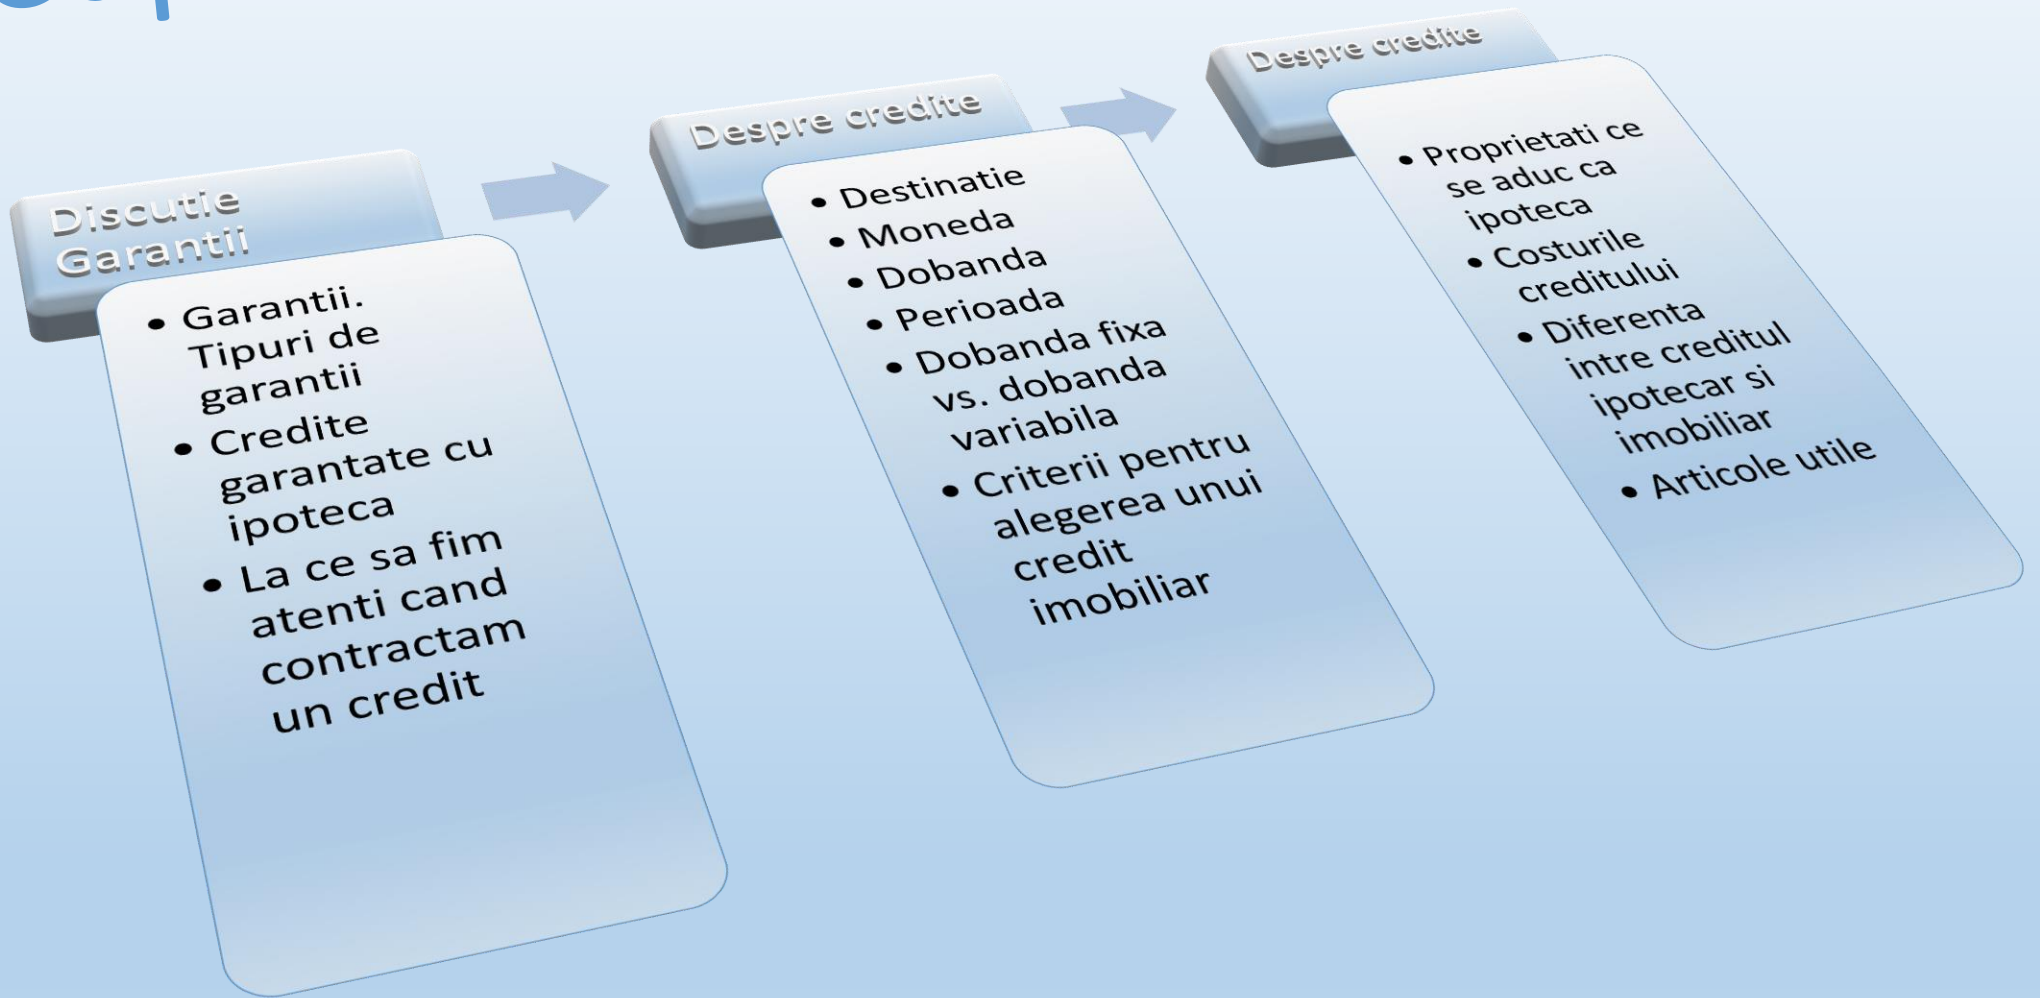 Discutie
Garantii
• Garantii.
Tipuri de
garantii
• Credite
garantate cu
ipoteca
• La ce sa fim
atenti cand
contractam
un credit
Despre credite
• Destinatie
• Moneda
• Dobanda
• Perioada
• Dobanda fixa
vs. dobanda
variabila
• Criterii pentru
alegerea unui
credit
imobiliar
Despre credite
• Proprietati ce
se aduc ca
ipoteca
• Costurile
creditului
• Diferenta
intre creditul
ipotecar si
imobiliar
• Articole utile